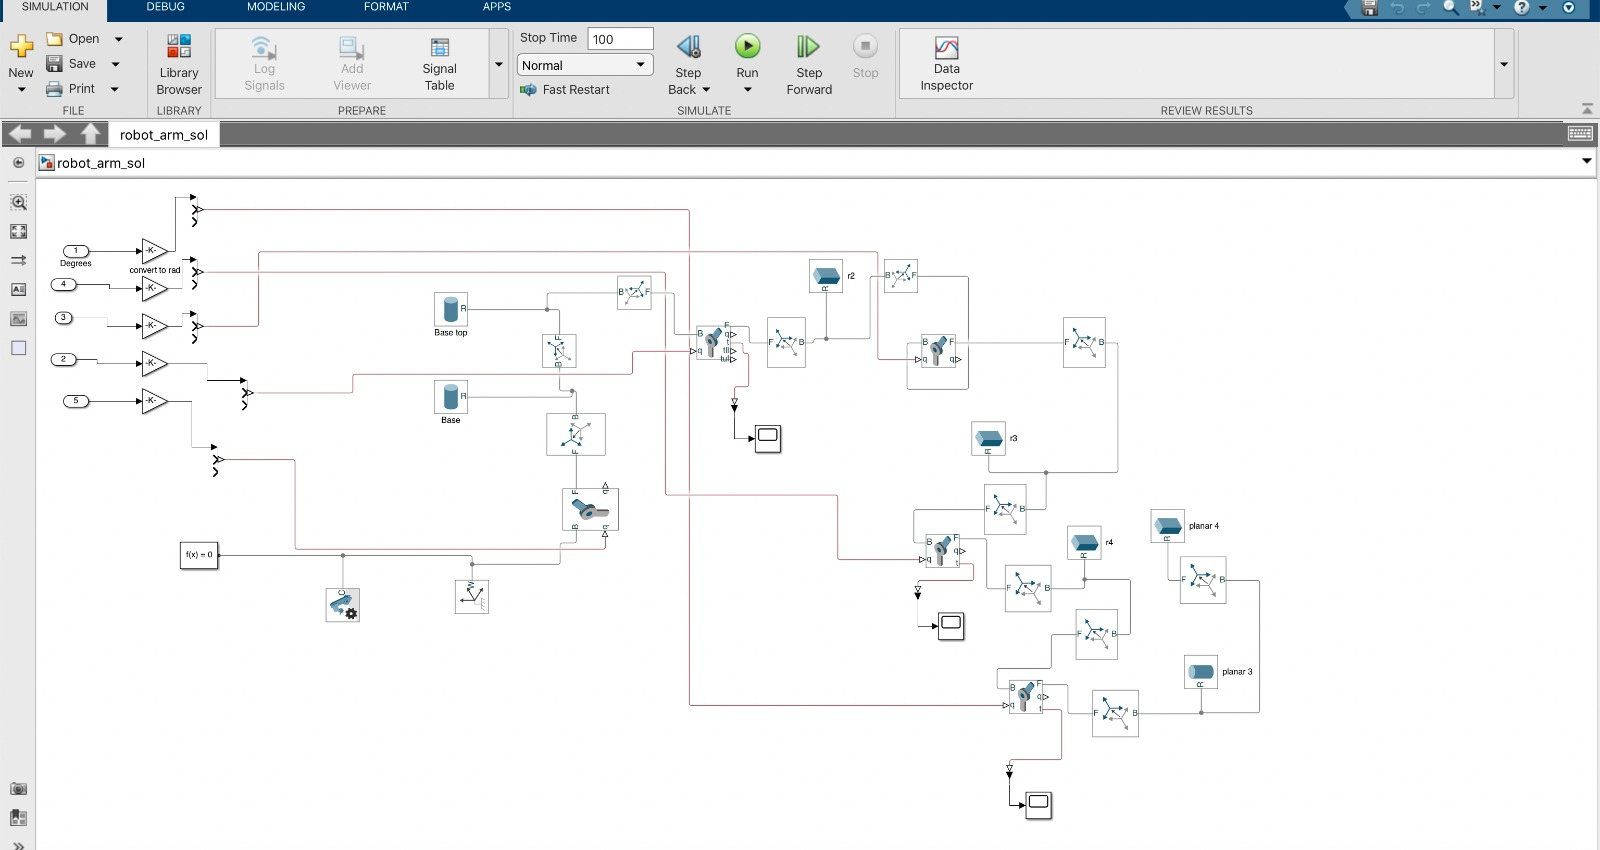 SIMULATION DEBUG MODELING FORMAT APPS
New
Open
Save
Print
FILE
Library
Browser
LIBRARY
Log
Signals
Add
Viewer
Signal
Table
PREPARE
Stop Time 100
Normal
Fast Restart
Step
Back
Run
Step
Forward
Stop
SIMULATE
Data
Inspector
REVIEW RESULTS
robot_arm_sol
robot_arm_sol
1
Degrees
-K-
convert to rad
4
-K-
3
-K-
2
-K-
5
-K-
Base top
R
Base
R
B F
F
B
B
F
F q
B q
f(x) = 0
C
W
B F
q q
t
F B
r2
R
B F
B F
q q
F B
r3
R
F B
B F
q q
t
r4
R
F B
F B
planar 4
R
F B
planar 3
R
B F
q q
t
F B